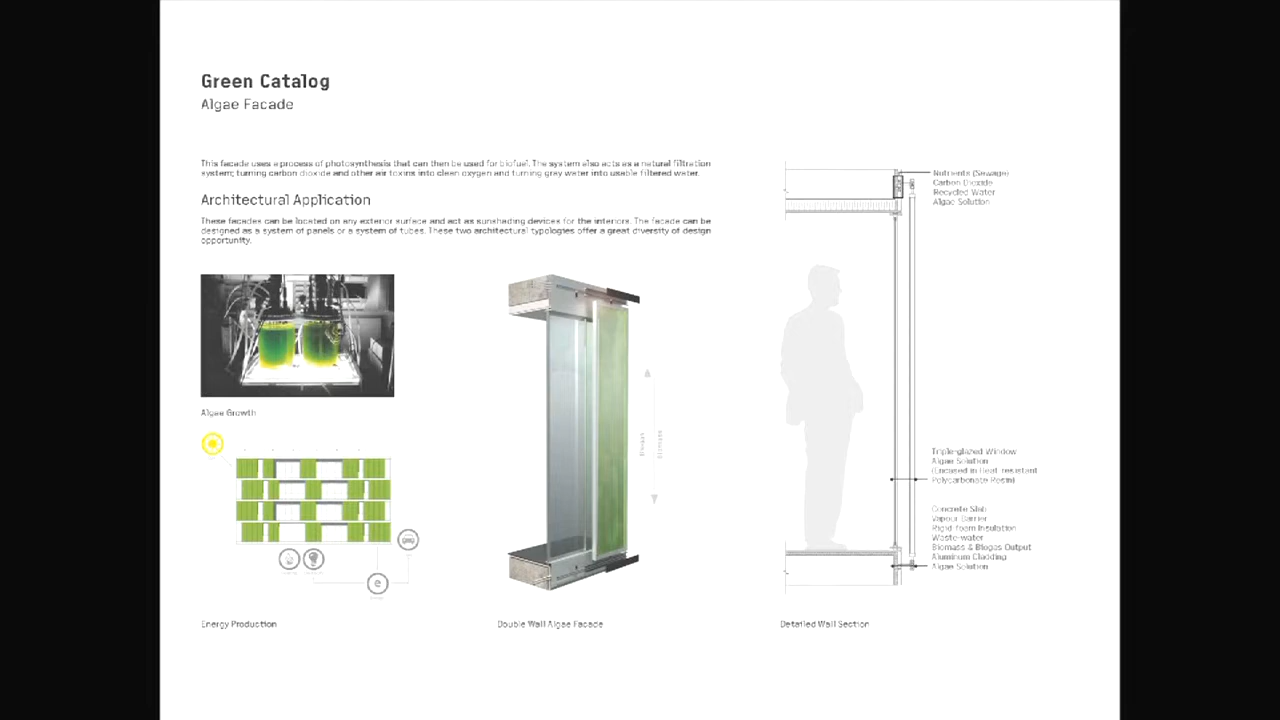 Green Catalog
Algae Facade
This facade uses a process of photosynthesis that can then be used for biofuel. The system also acts as a natural filtration
system; turning carbon dioxide and other air toxins into clean oxygen and turning gray water into usable filtered water.
Architectural Application
These facades can be located on any exterior surface and act as sunshading devices for the interiors. The facade can be
designed as a system of panels or a system of tubes. These two architectural typologies offer a great diversity of design
opportunity.
Algae Growth
e
Energy Production
Double Wall Algae Facade
Nutrients (Sewage)
Carbon Dioxide
Recycled Water
Algae Solution
Triple-glazed Window
Algae Solution
(Encased in Heat-resistant
Polycarbonate Resin)
Concrete Slab
Vapour Barrier
Rigid-foam Insulation
Waste-water
Biomass & Biogas Output
Aluminum Cladding
Algae Solution
Detailed Wall Section